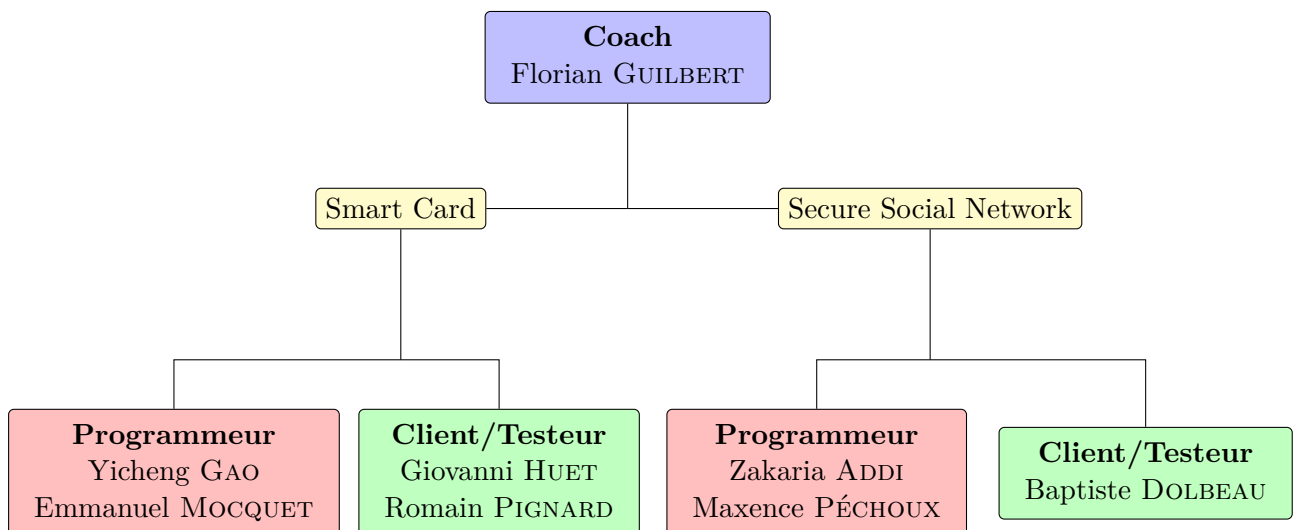 Coach
Florian GUILBERT
Smart Card
Secure Social Network
Programmeur
Yicheng GAO
Emmanuel MOCQUET
Client/Testeur
Giovanni HUET
Romain PIGNARD
Programmeur
Zakaria ADDI
Maxence PÉCHOUX
Client/Testeur
Baptiste DOLBEAU